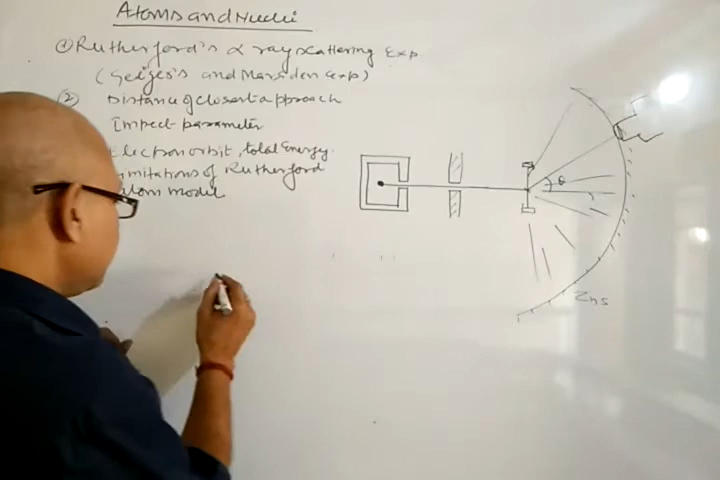 Atoms and Nuclei
① Rutherford's α ray scattering Exp
(Geiger's and Marsden exp)
② Distance of closest approach
Impect parameter
Electron orbit, total Energy.
limitations of Rutherford
atom model
θ
Zns